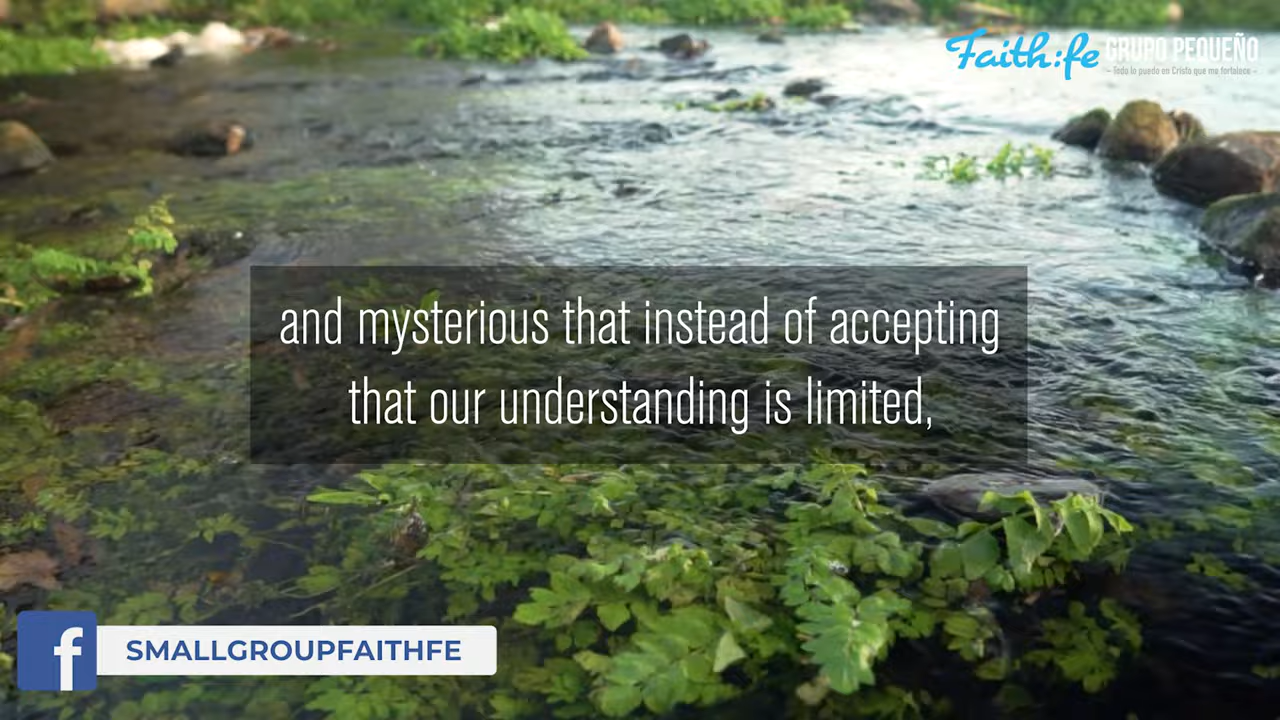 Faith:fe GRUPO PEQUEÑO
- Todo lo puedo en Cristo que me fortalece -
and mysterious that instead of accepting
that our understanding is limited,
f SMALLGROUPFAITHFE